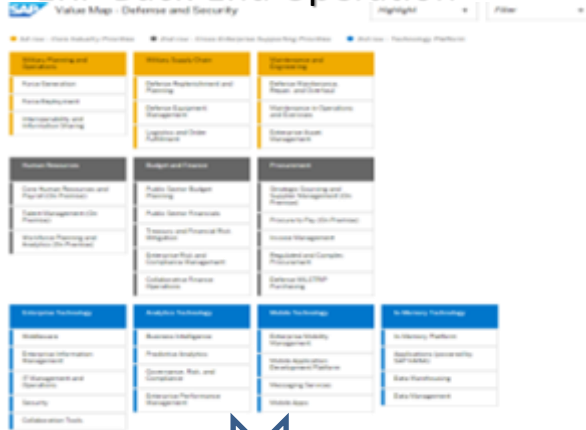 SAP Value Map - Defense and Security
Highlight
Filter
Military Planning and
Operations
Force Generation
Force Deployment
Interoperability and
Information Sharing
Military Supply Chain
Defense Replenishment and
Planning
Defense Equipment
Management
Logistics and Order
Fulfillment
Maintenance and
Engineering
Defense Maintenance,
Repair, and Overhaul
Maintenance in Operations
and Exercises
Enterprise Asset
Management
Human Resources
Core Human Resources and
Payroll (On Premise)
Talent Management (On
Premise)
Workforce Planning and
Analytics (On Premise)
Budget and Finance
Public Sector Budget
Planning
Public Sector Financials
Treasury and Financial Risk
Mitigation
Enterprise Risk and
Compliance Management
Collaborative Finance
Operations
Procurement
Strategic Sourcing and
Supplier Management (On
Premise)
Procure to Pay (On Premise)
Invoice Management
Regulated and Complex
Procurement
Purchasing
Enterprise Technology
Middleware
Enterprise Information
Management
IT Management and
Operations
Security
Collaboration Tools
Analytics Technology
Business Intelligence
Predictive Analytics
Governance, Risk, and
Compliance
Enterprise Performance
Management
Mobile Technology
Enterprise Mobility
Management
Mobile Application
Development Platform
Messaging Services
Mobile Apps
In-Memory Technology
In-Memory Platform
Applications (powered by
SAP HANA)
Data Warehousing
Data Management